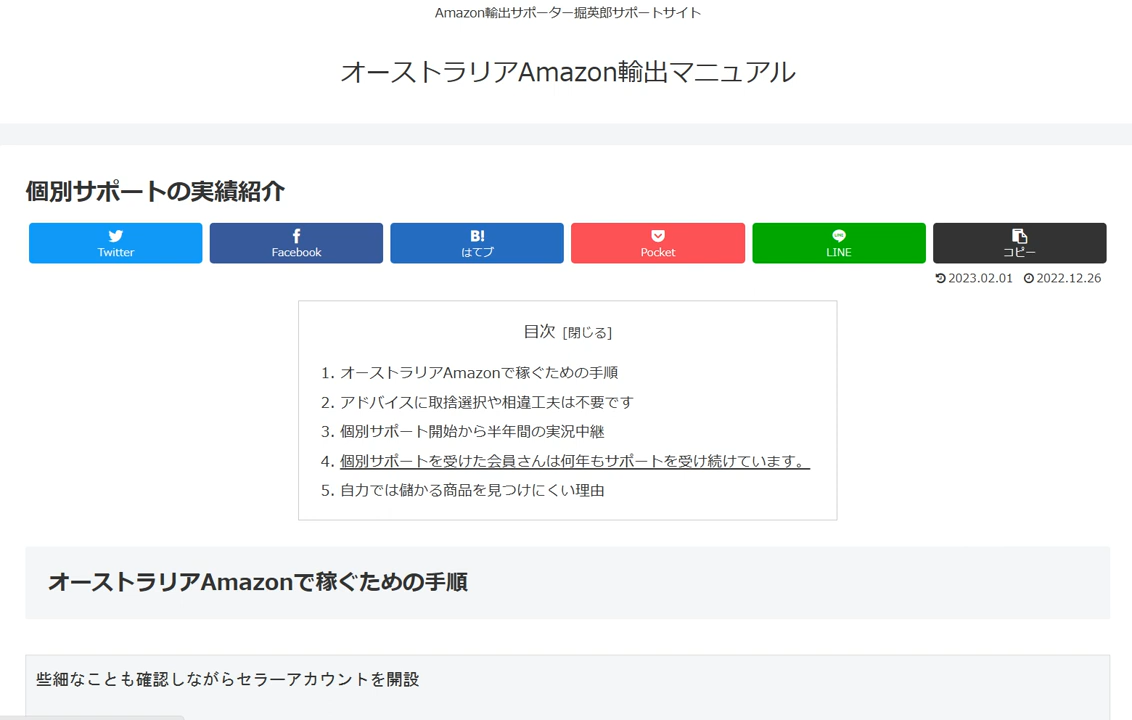 Amazon輸出サポーター掘英郎サポートサイト
オーストラリアAmazon輸出マニュアル
個別サポートの実績紹介
Twitter
Facebook
B!
はてブ
Pocket
LINE
LINE
コピー
2023.02.01 2022.12.26
目次 [閉じる]
1. オーストラリアAmazonで稼ぐための手順
2. アドバイスに取捨選択や相違工夫は不要です
3. 個別サポート開始から半年間の実況中継
4. 個別サポートを受けた会員さんは何年もサポートを受け続けています。
5. 自力では儲かる商品を見つけにくい理由
オーストラリアAmazonで稼ぐための手順
些細なことも確認しながらセラーアカウントを開設